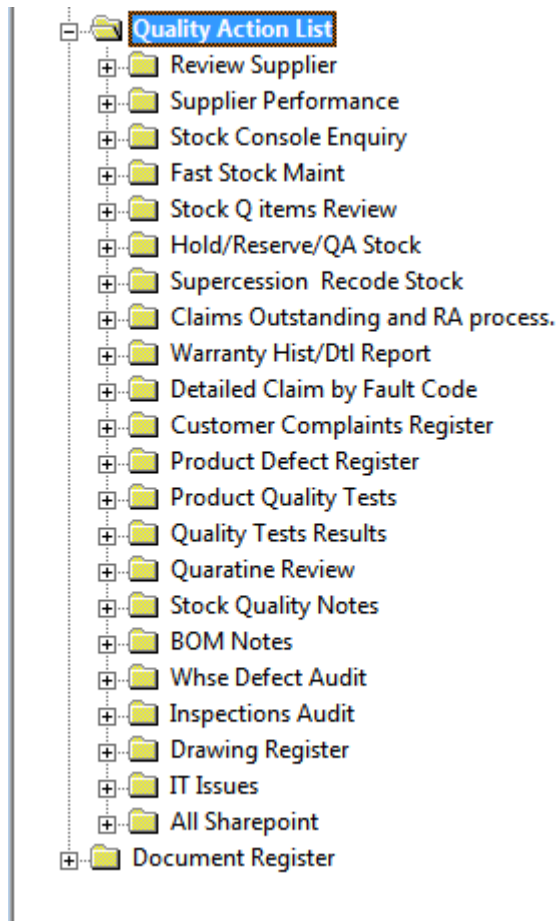 Quality Action List
Review Supplier
Supplier Performance
Stock Console Enquiry
Fast Stock Maint
Stock Q items Review
Hold/Reserve/QA Stock
Supercession  Recode Stock
Claims Outstanding and RA process.
Warranty Hist/Dtl Report
Detailed Claim by Fault Code
Customer Complaints Register
Product Defect Register
Product Quality Tests
Quality Tests Results
Quaratine Review
Stock Quality Notes
BOM Notes
Whse Defect Audit
Inspections Audit
Drawing Register
IT Issues
All Sharepoint
Document Register